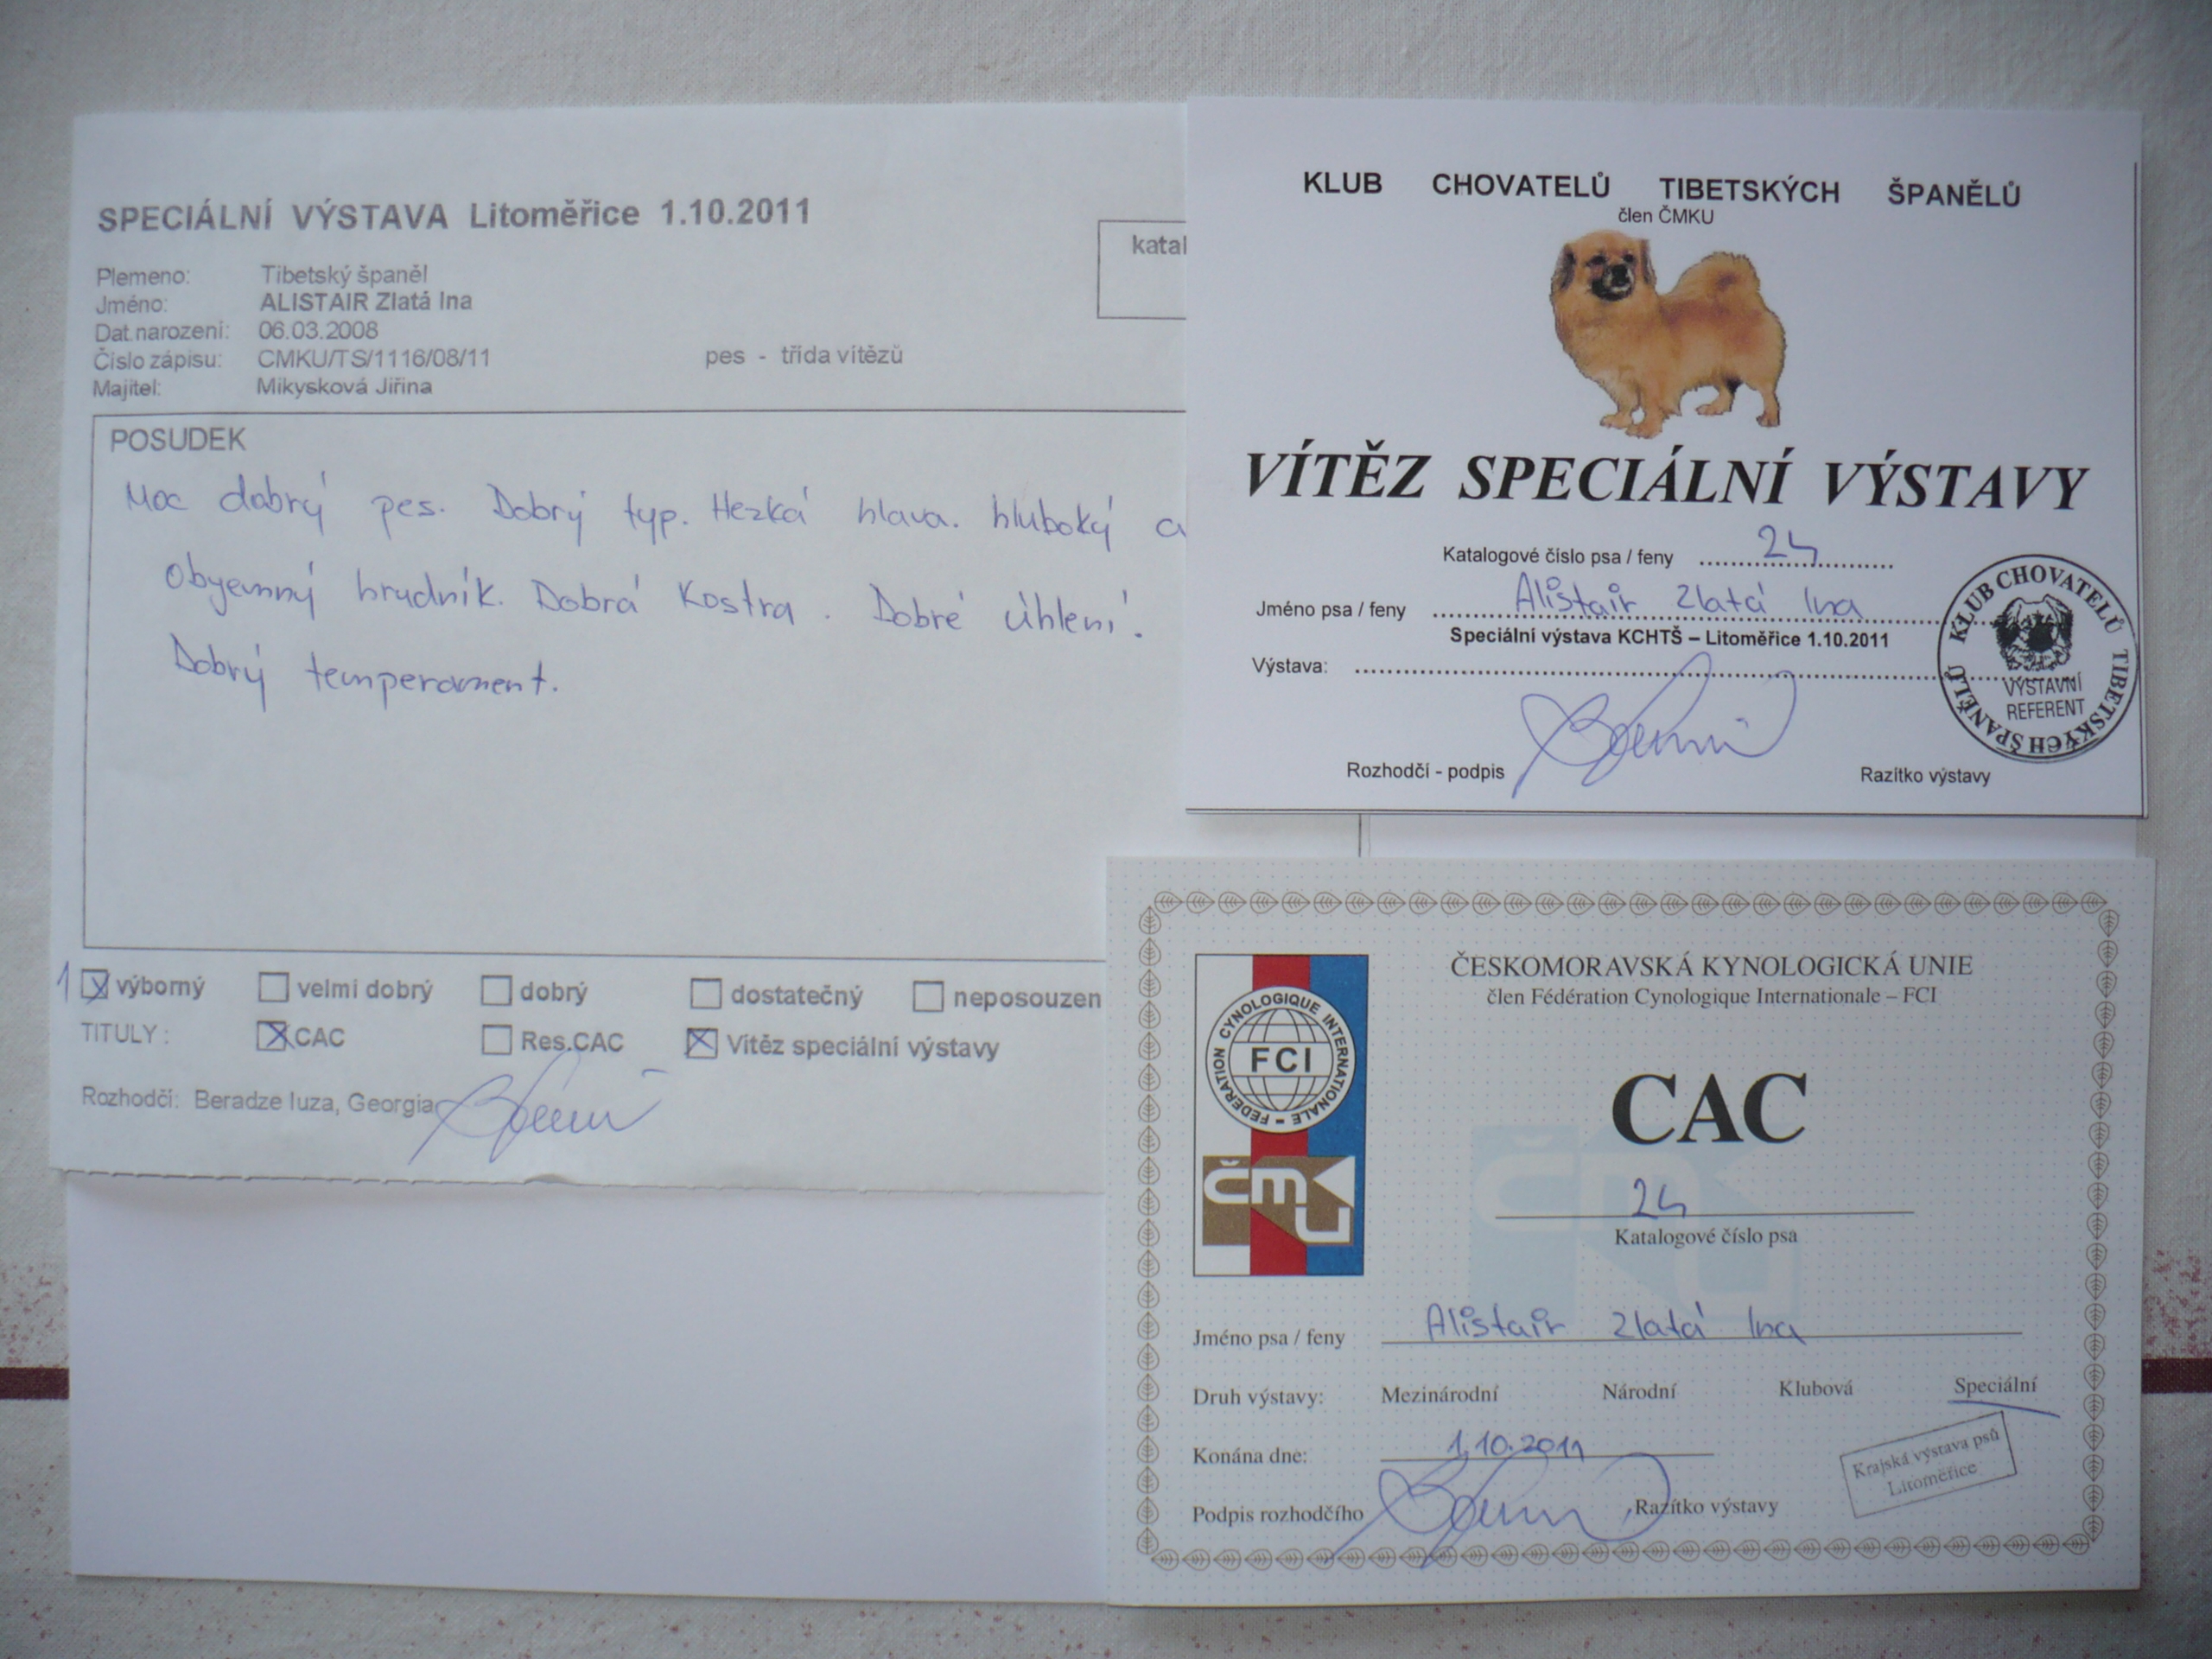 SPECIÁLNÍ VÝSTAVA Litoměřice 1.10.2011
katal
Plemeno: Tibetský španěl
Jméno: ALISTAIR Zlatá Ina
Dat.narození: 06.03.2008
Číslo zápisu: CMKU/TS/1116/08/11 pes - třída vítězů
Majitel: Mikysková Jiřina
POSUDEK
Moc dobrý pes. Dobrý typ. Hezká hlava. hluboký a
Obyemný hrudník. Dobrá Kostra. Dobré úhlení.
Dobrý temperament.
1 výborný velmi dobrý dobrý dostatečný neposouzen
TITULY: CAC Res.CAC Vítěz speciální výstavy
Rozhodčí: Beradze Iuza, Georgia
KLUB CHOVATELŮ TIBETSKÝCH ŠPANĚLŮ
člen ČMKU
VÍTĚZ SPECIÁLNÍ VÝSTAVY
Katalogové číslo psa / feny 24
Jméno psa / feny Alistair Zlatá Ina
Speciální výstava KCHTŠ – Litoměřice 1.10.2011
Výstava:
Rozhodčí - podpis
Razítko výstavy
KLUB CHOVATELŮ TIBETSKÝCH ŠPANĚLŮ
VÝSTAVNÍ
REFERENT
ČESKOMORAVSKÁ KYNOLOGICKÁ UNIE
člen Fédération Cynologique Internationale – FCI
FEDERATION CYNOLOGIQUE INTERNATIONALE
FCI
čmku
CAC
24
Katalogové číslo psa
Jméno psa / feny Alistair Zlatá Ina
Druh výstavy: Mezinárodní Národní Klubová Speciální
Konána dne: 1.10.2011
Podpis rozhodčího Razítko výstavy
Krajská výstava psů
Litoměřice